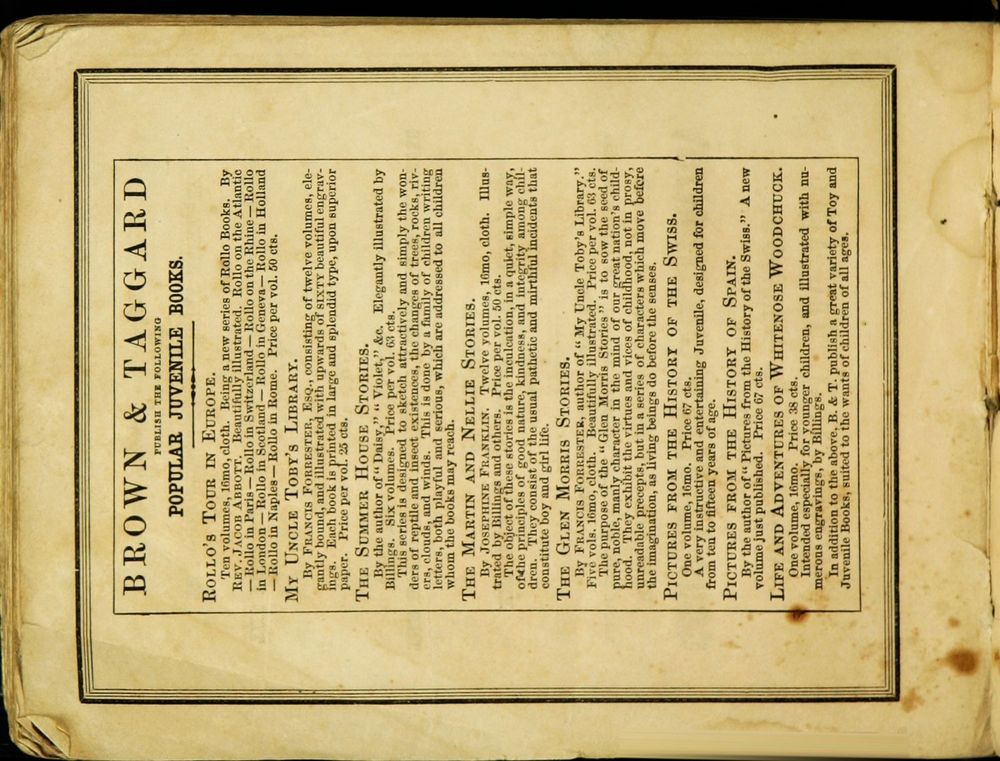 BROWN & TAGGARD
PUBLISH THE FOLLOWING
POPULAR JUVENILE BOOKS.
ROLLO'S TOUR IN EUROPE.
Ten volumes, 16mo, cloth. Being a new series of Rollo Books. By
REV. JACOB ABBOTT. Beautifully illustrated. Rollo on the Atlantic
— Rollo in Paris — Rollo in Switzerland — Rollo on the Rhine — Rollo
in London — Rollo in Scotland — Rollo in Geneva — Rollo in Holland
— Rollo in Naples — Rollo in Rome. Price per vol. 50 cts.
MY UNCLE TOBY'S LIBRARY.
By FRANCIS FORRESTER, ESQ., consisting of twelve volumes, ele-
gantly bound, and illustrated with upwards of SIXTY beautiful engrav-
ings. Each book is printed in large and splendid type, upon superior
paper. Price per vol. 25 cts.
THE SUMMER HOUSE STORIES.
By the author of "Daisy," "Violet," &c. Elegantly illustrated by
Billings. Six volumes. Price per vol. 63 cts.
This series is designed to sketch attractively and simply the won-
ders of reptile and insect existences, the changes of trees, rocks, riv-
ers, clouds, and winds. This is done by a family of children writing
letters, both playful and serious, which are addressed to all children
whom the books may reach.
THE MARTIN AND NELLIE STORIES.
By JOSEPHINE FRANKLIN. Twelve volumes, 16mo, cloth. Illus-
trated by Billings and others. Price per vol. 50 cts.
The object of these stories is the inculcation, in a quiet, simple way,
of the principles of good nature, kindness, and integrity among chil-
dren. They consist of the usual pathetic and mirthful incidents that
constitute boy and girl life.
THE GLEN MORRIS STORIES.
By FRANCIS FORRESTER, author of "My Uncle Toby's Library."
Five vols. 16mo, cloth. Beautifully illustrated. Price per vol. 63 cts.
The purpose of the "Glen Morris Stories" is to sow the seed of
pure, noble, manly character in the mind of our great nation's child-
hood. They exhibit the virtues and vices of childhood, not in prosy,
unreadable precepts, but in a series of characters which move before
the imagination, as living beings do before the senses.
PICTURES FROM THE HISTORY OF THE SWISS.
One volume, 16mo. Price 67 cts.
A very instructive and entertaining Juvenile, designed for children
from ten to fifteen years of age.
PICTURES FROM THE HISTORY OF SPAIN.
By the author of "Pictures from the History of the Swiss." A new
volume just published. Price 67 cts.
LIFE AND ADVENTURES OF WHITENOSE WOODCHUCK.
One volume, 16mo. Price 38 cts.
Intended especially for younger children, and illustrated with nu-
merous engravings, by Billings.
In addition to the above, B. & T. publish a great variety of Toy and
Juvenile Books, suited to the wants of children of all ages.